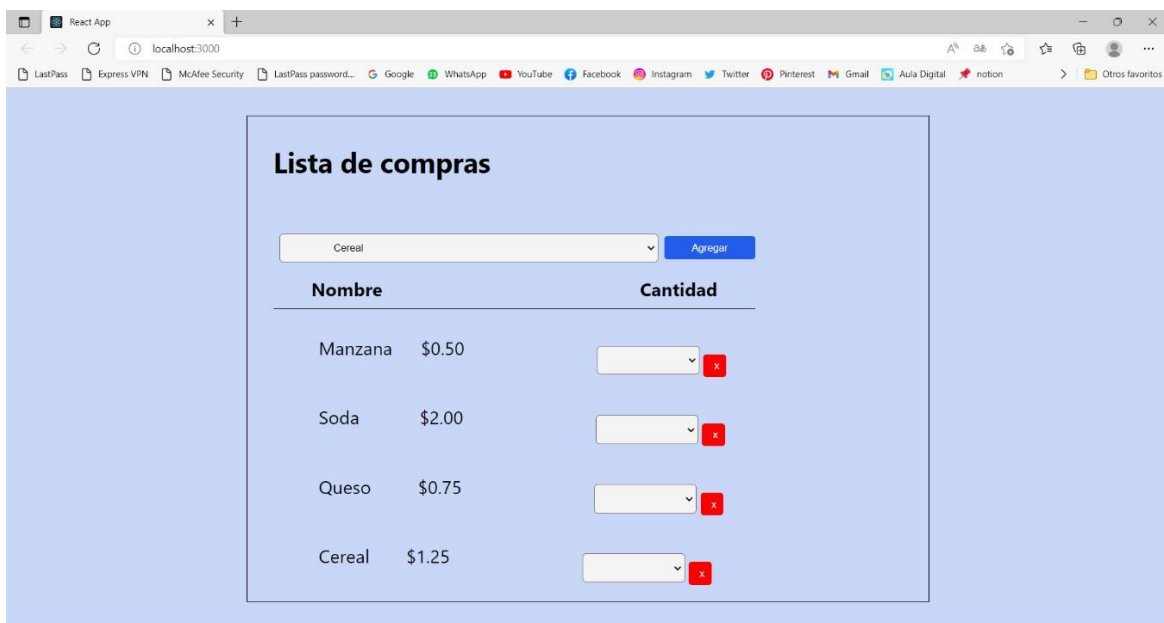 React App
localhost:3000
LastPass Express VPN McAfee Security LastPass password... Google WhatsApp YouTube Facebook Instagram Twitter Pinterest Gmail Aula Digital notion Otros favoritos
Lista de compras
Cereal Agregar
Nombre Cantidad
Manzana $0.50 x
Soda $2.00 x
Queso $0.75 x
Cereal $1.25 x